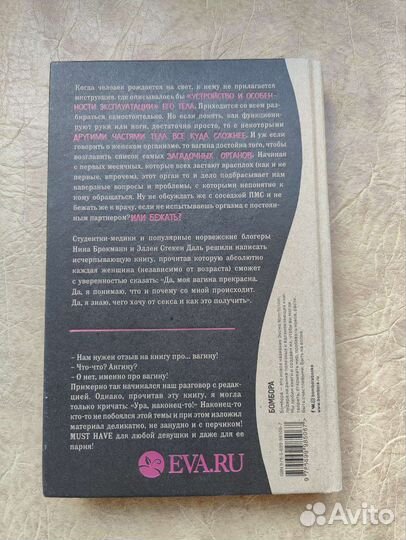 Когда человек рождается на свет, к нему не прилагается
инструкция, где описывалось бы «УСТРОЙСТВО И ОСОБЕН-
НОСТИ ЭКСПЛУАТАЦИИ» ЕГО ТЕЛА. Приходится со всем раз-
бираться самостоятельно. Но если понять, как функциони-
руют руки или ноги, достаточно просто, то с некоторыми
ДРУГИМИ ЧАСТЯМИ ТЕЛА ВСЕ КУДА СЛОЖНЕЕ. И уж если
говорить о женском организме, то вагина достойна того, чтобы
возглавить список самых ЗАГАДОЧНЫХ ОРГАНОВ. Начиная
с первых месячных, которые всех застают врасплох (как и не
первые, впрочем), этот орган то и дело подбрасывает нам
каверзные вопросы и проблемы, с которыми непонятно к
кому обращаться. Ну не обсуждать же с соседкой ПМС и не
бежать же к врачу, если не испытываешь оргазма с постоян-
ным партнером? ИЛИ БЕЖАТЬ?
Студентки-медики и популярные норвежские блогеры
Нина Брокманн и Эллен Стекен Даль решили написать
исчерпывающую книгу, прочитав которую абсолютно
каждая женщина (независимо от возраста) сможет
с уверенностью сказать: «Да, моя вагина прекрасна.
Да, я понимаю, что и почему со мной происходит.
Да, я знаю, чего хочу от секса и как это получить».
– Нам нужен отзыв на книгу про... вагину!
– Что-что? Ангину?
– О нет, именно про вагину!
Примерно так начинался наш разговор с редак-
цией. Однако, прочитав эту книгу, я могу
только кричать: «Ура, наконец-то!» Наконец-то
кто-то не побоялся этой темы и при этом изложил
материал деликатно, не занудно и с перчиком!
MUST HAVE для любой девушки и даже для ее
парня!
EVA.RU
БОМБОРА
Avito